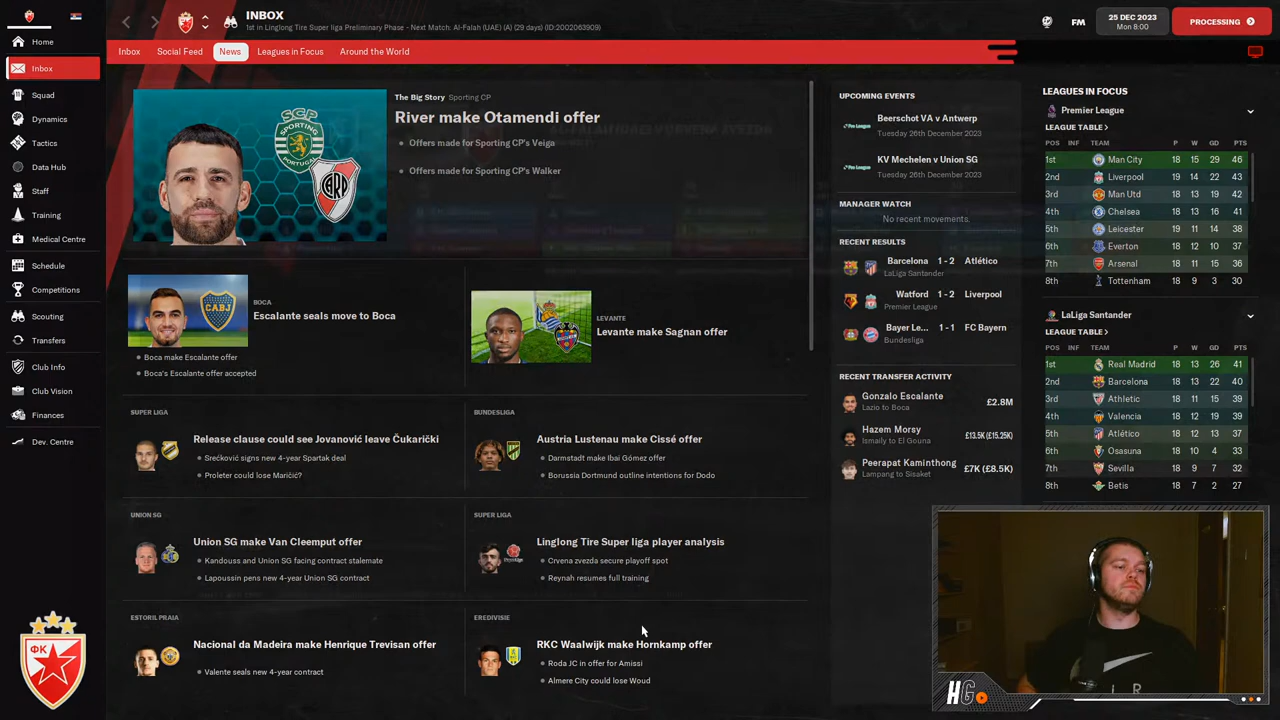 INBOX
1st in Linglong Tire Super liga Preliminary Phase - Next Match: Al-Falah (UAE) (A) (29 days) (ID:2002063909)
FM
25 DEC 2023
Mon 8:00
PROCESSING
Home
Inbox
Squad
Dynamics
Tactics
Data Hub
Staff
Training
Medical Centre
Schedule
Competitions
Scouting
Transfers
Club Info
Club Vision
Finances
Dev. Centre
ФК
Inbox Social Feed News Leagues in Focus Around the World
SCP
SPORTING
PORTUGAL
The Big Story Sporting CP
River make Otamendi offer
Offers made for Sporting CP's Veiga
Offers made for Sporting CP's Walker
CABJ
BOCA
Escalante seals move to Boca
Boca make Escalante offer
Boca's Escalante offer accepted
LEVANTE
Levante make Sagnan offer
SUPER LIGA
Release clause could see Jovanović leave Čukarički
Srećković signs new 4-year Spartak deal
Proleter could lose Maričić?
BUNDESLIGA
Austria Lustenau make Cissé offer
Darmstadt make Ibai Gómez offer
Borussia Dortmund outline intentions for Dodo
UNION SG
Union SG make Van Cleemput offer
Kandouss and Union SG facing contract stalemate
Lapoussin pens new 4-year Union SG contract
SUPER LIGA
Linglong Tire Super liga player analysis
Crvena zvezda secure playoff spot
Reynah resumes full training
ESTORIL PRAIA
Nacional da Madeira make Henrique Trevisan offer
Valente seals new 4-year contract
EREDIVISIE
RKC Waalwijk make Hornkamp offer
Roda JC in offer for Amissi
Almere City could lose Woud
UPCOMING EVENTS
Pro League
Beerschot VA v Antwerp
Tuesday 26th December 2023
Pro League
KV Mechelen v Union SG
Tuesday 26th December 2023
MANAGER WATCH
No recent movements.
RECENT RESULTS
Barcelona 1 - 2 Atlético
LaLiga Santander
Watford 1 - 2 Liverpool
Premier League
Bayer Le... 1 - 1 FC Bayern
Bundesliga
RECENT TRANSFER ACTIVITY
Gonzalo Escalante
Lazio to Boca
£2.8M
Hazem Morsy
Ismaily to El Gouna
£13.5K (£15.25K)
Peerapat Kaminthong
Lampang to Sisaket
£7K (£8.5K)
LEAGUES IN FOCUS
Premier League
LEAGUE TABLE >
POS INF TEAM P W GD PTS
1st Man City 18 15 29 46
2nd Liverpool 19 14 22 43
3rd Man Utd 18 13 19 42
4th Chelsea 18 13 16 41
5th Leicester 18 11 14 38
6th Everton 18 12 10 37
7th Arsenal 18 11 9 36
8th Tottenham 18 9 3 30
LaLiga Santander
LEAGUE TABLE >
POS INF TEAM P W GD PTS
1st Real Madrid 18 13 26 41
2nd Barcelona 18 13 22 40
3rd Athletic 18 11 15 39
4th Valencia 18 12 19 39
5th Atlético 18 12 13 37
6th Osasuna 18 10 4 33
7th Sevilla 18 9 7 32
8th Betis 18 7 2 27
HG